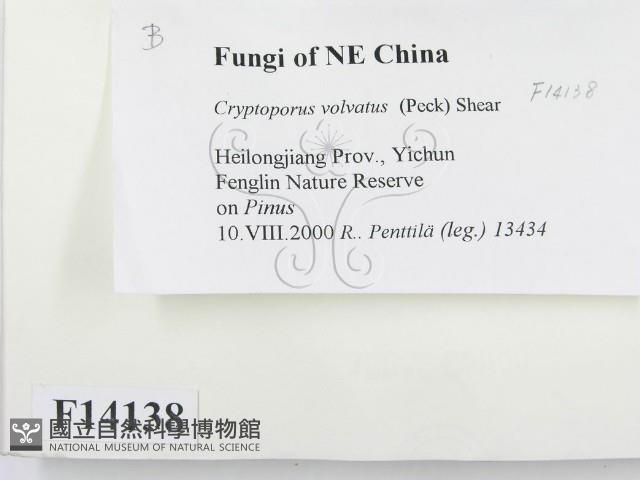 B
Fungi of NE China
Cryptoporus volvatus (Peck) Shear
F14138
Heilongjiang Prov., Yichun
Fenglin Nature Reserve
on Pinus
10.VIII.2000 R.. Penttilä (leg.) 13434
F14138
國立自然科學博物館
NATIONAL MUSEUM OF NATURAL SCIENCE